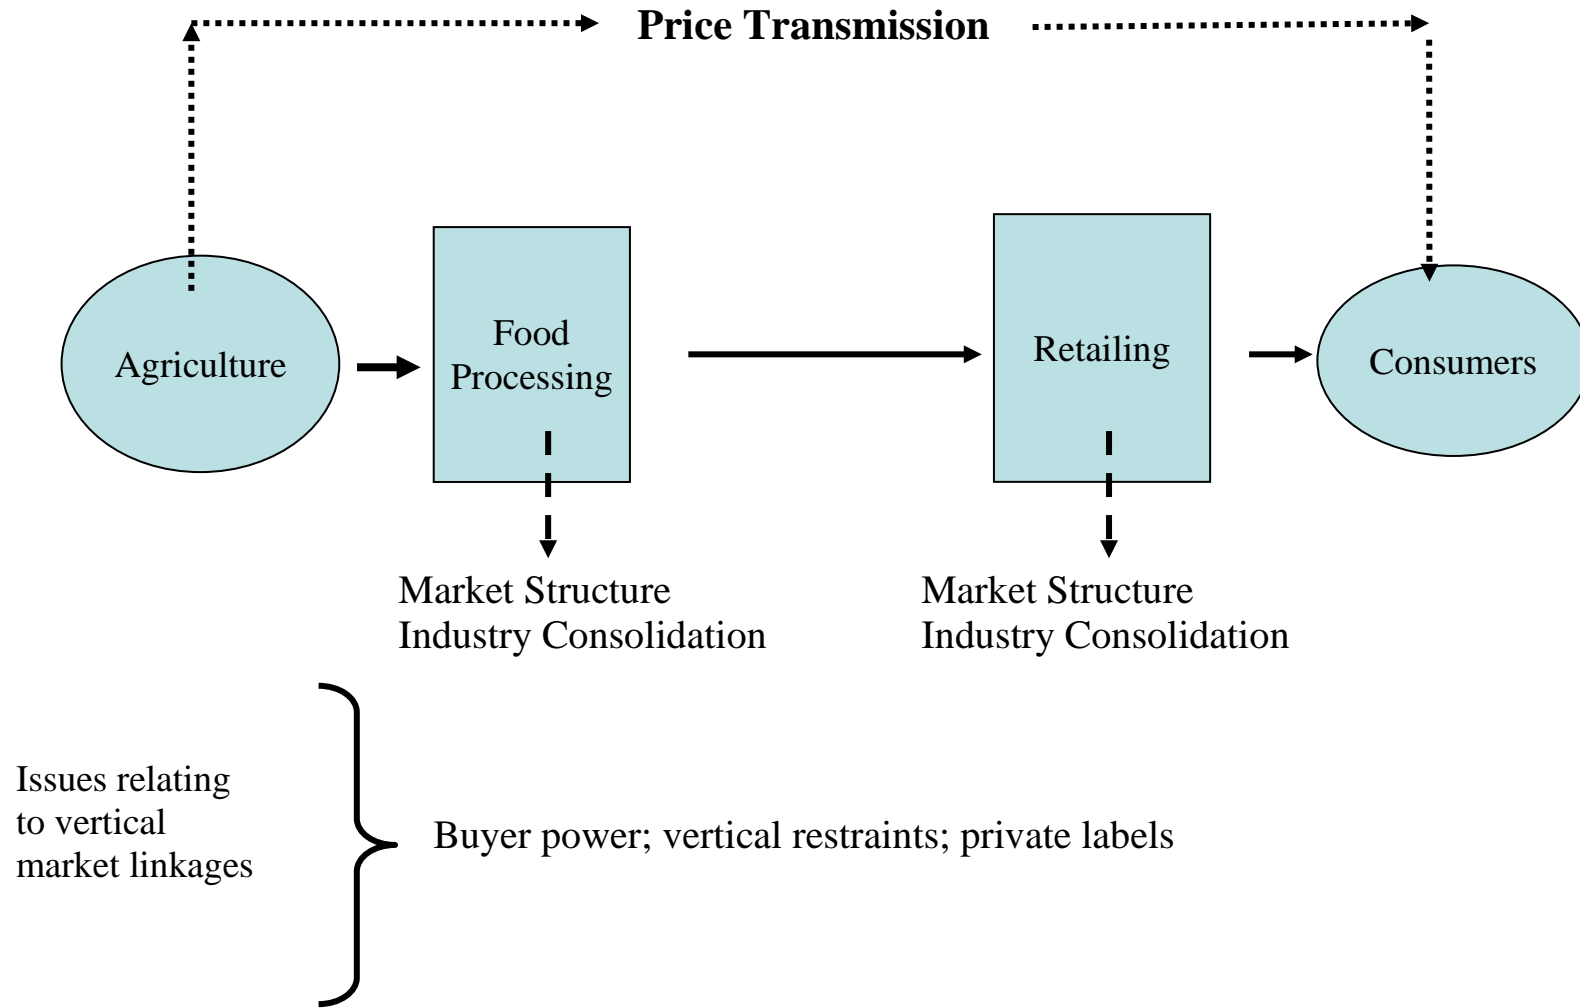 Price Transmission
Agriculture
Food
Processing
Retailing
Consumers
Market Structure
Industry Consolidation
Market Structure
Industry Consolidation
Issues relating
to vertical
market linkages
Buyer power; vertical restraints; private labels